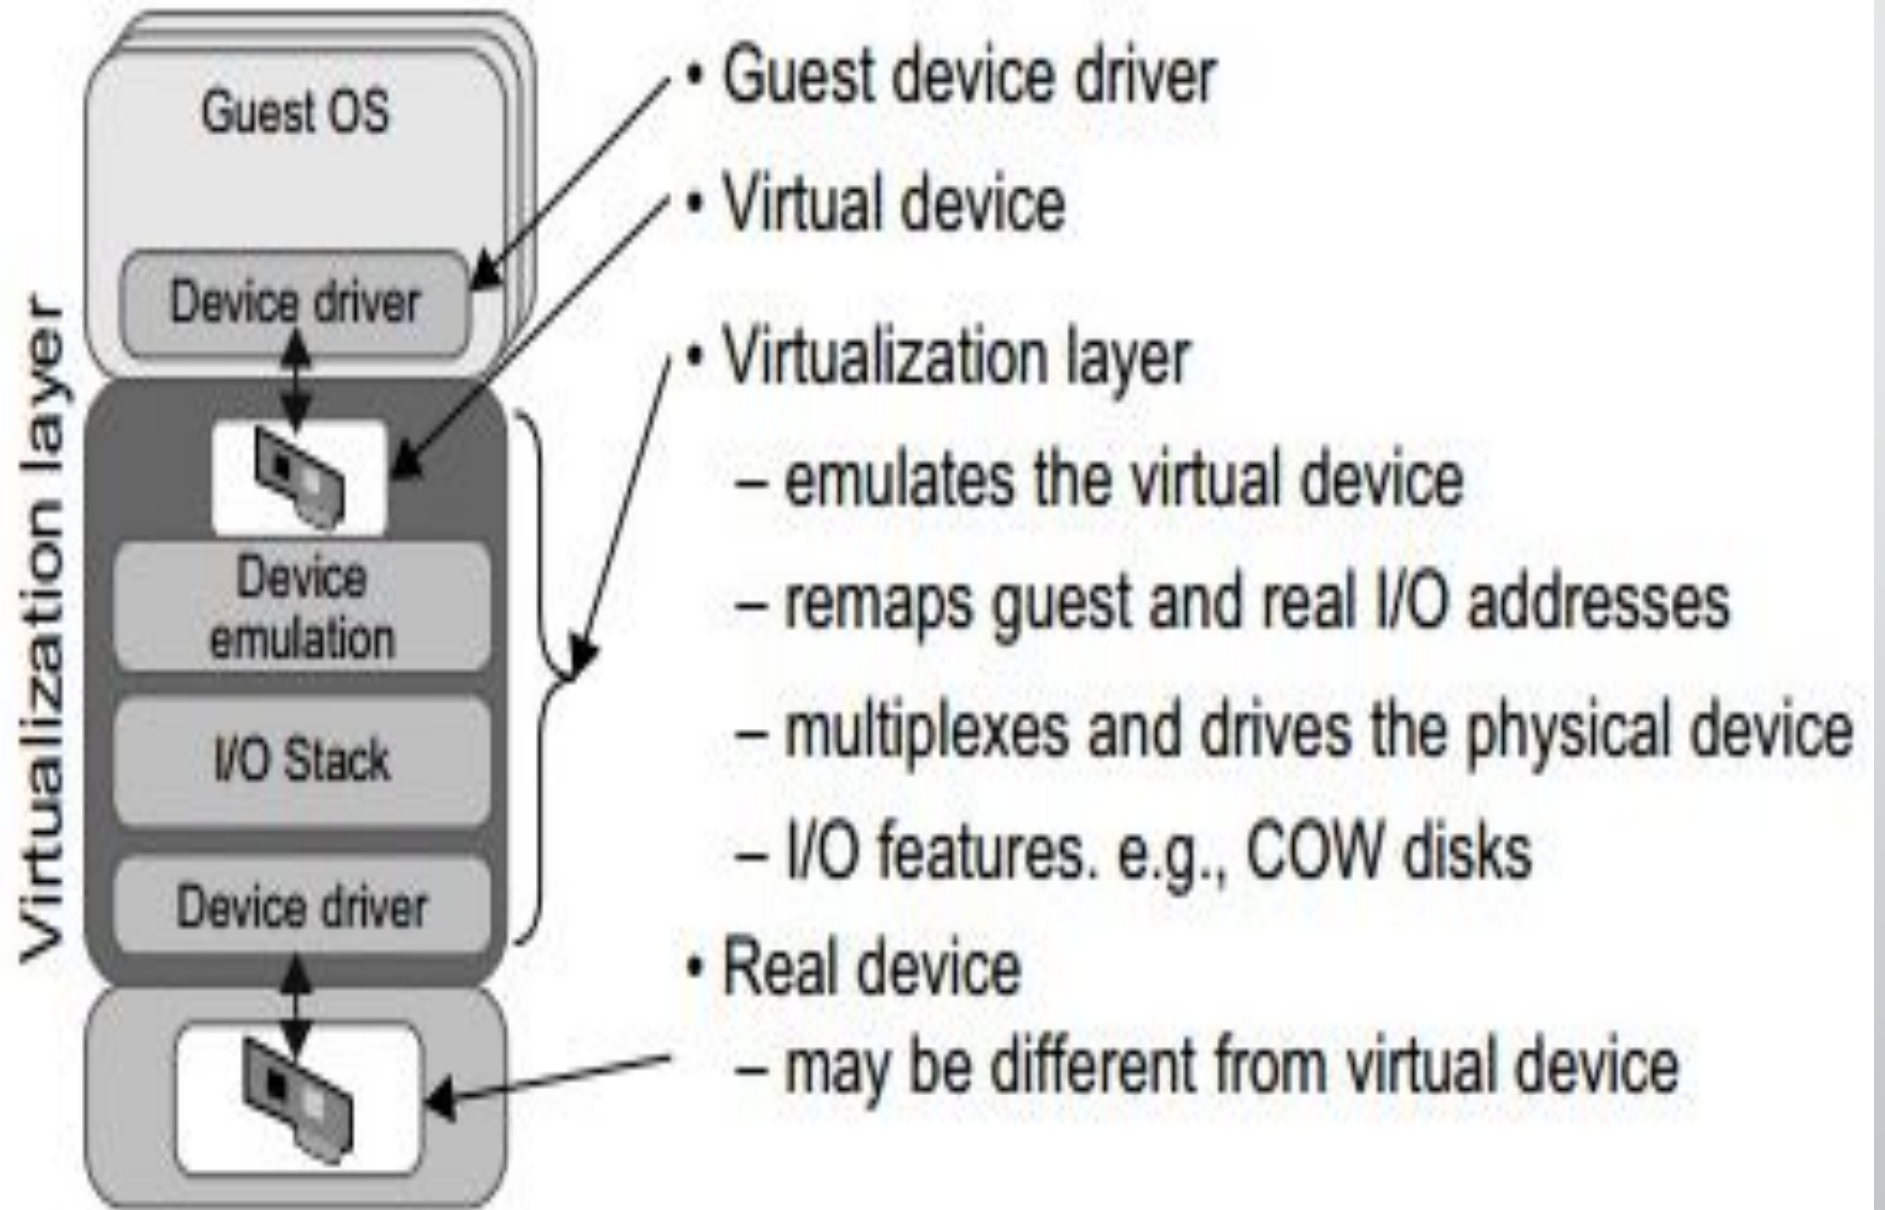 Guest OS
Device driver
Virtualization layer
Device
emulation
I/O Stack
Device driver
• Guest device driver
• Virtual device
• Virtualization layer
– emulates the virtual device
– remaps guest and real I/O addresses
– multiplexes and drives the physical device
– I/O features. e.g., COW disks
• Real device
– may be different from virtual device